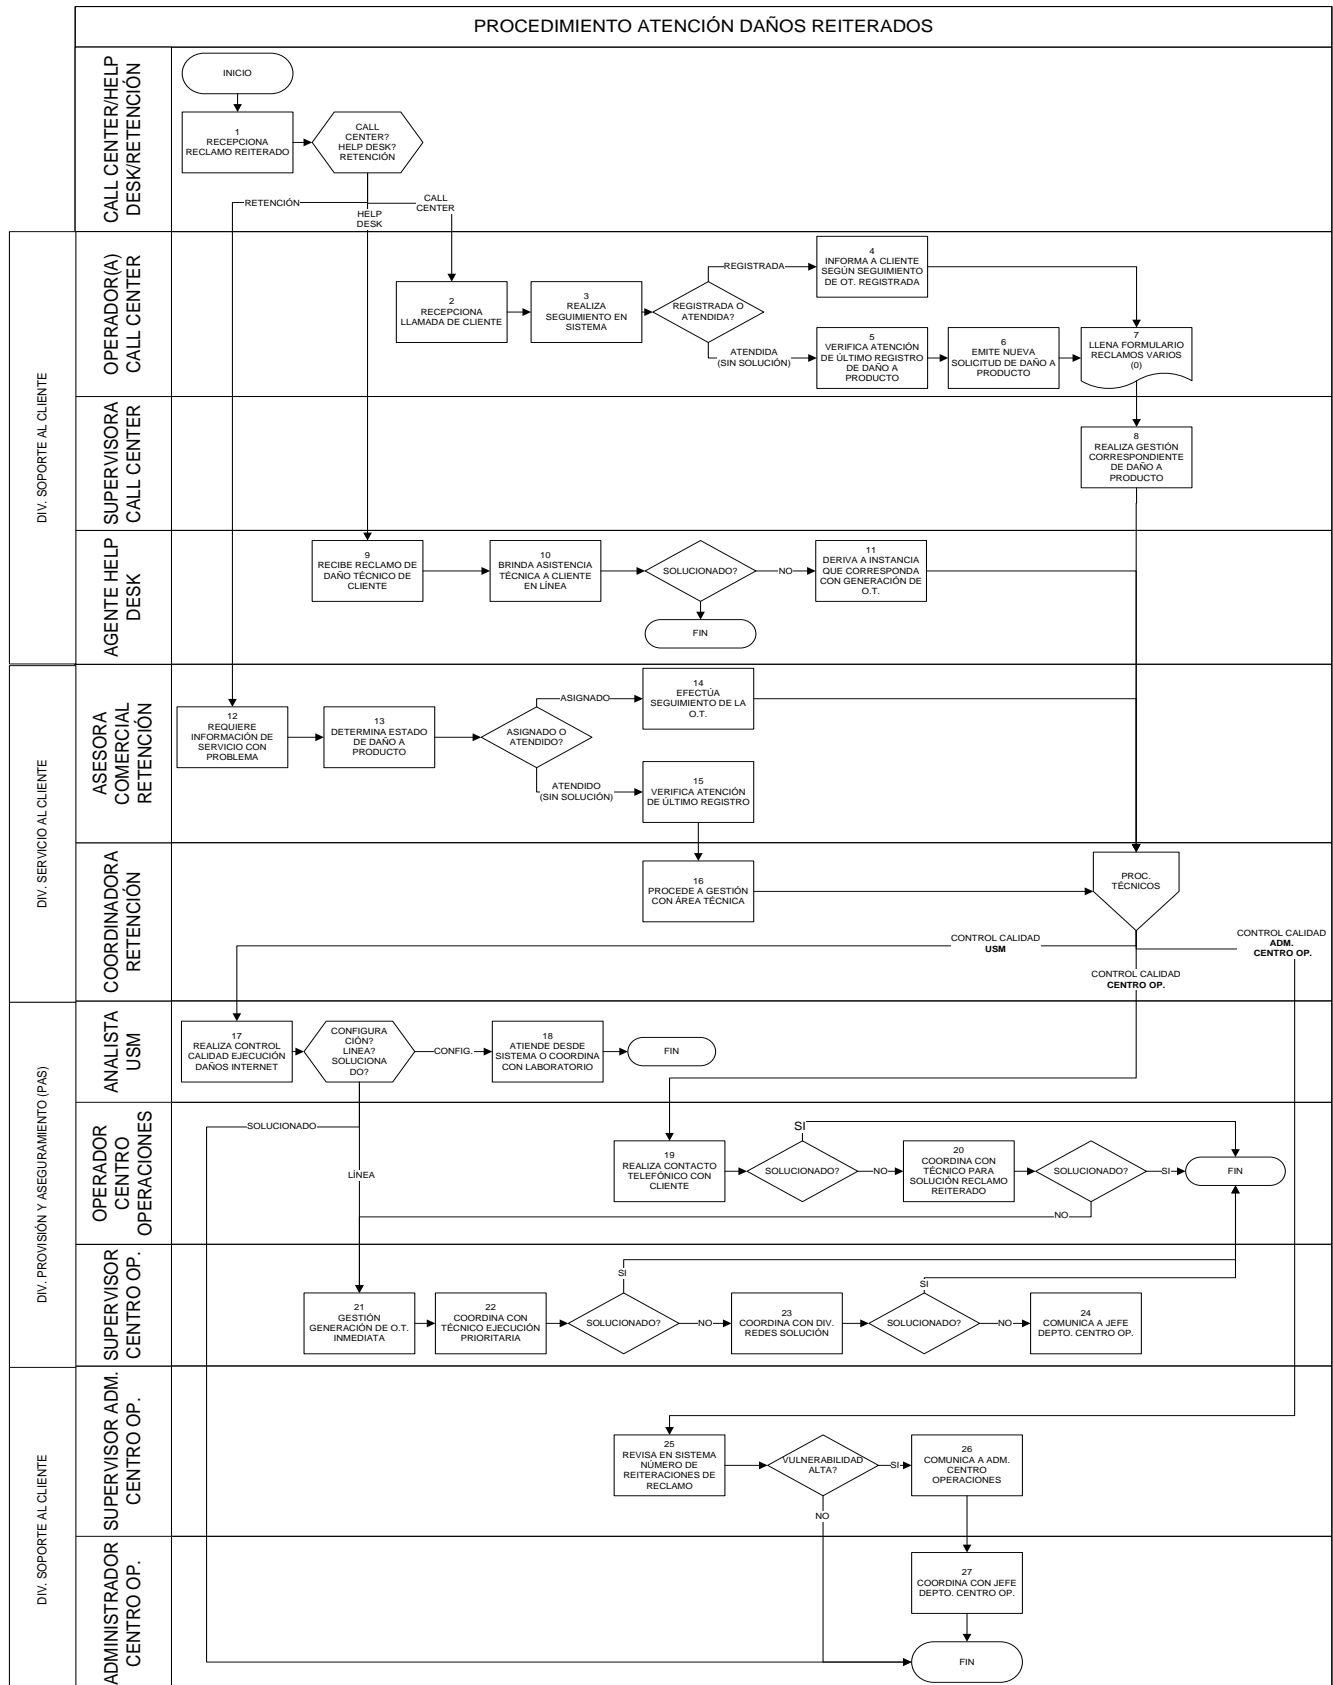 PROCEDIMIENTO ATENCIÓN DAÑOS REITERADOS
CALL CENTER/HELP
DESK/RETENCIÓN
INICIO
1
RECEPCIONA
RECLAMO REITERADO
CALL
CENTER?
HELP DESK?
RETENCIÓN
RETENCIÓN
HELP
DESK
CALL
CENTER
DIV. SOPORTE AL CLIENTE
OPERADOR(A)
CALL CENTER
2
RECEPCIONA
LLAMADA DE CLIENTE
3
REALIZA
SEGUIMIENTO EN
SISTEMA
REGISTRADA O
ATENDIDA?
REGISTRADA
ATENDIDA
(SIN SOLUCIÓN)
4
INFORMA A CLIENTE
SEGÚN SEGUIMIENTO
DE OT. REGISTRADA
5
VERIFICA ATENCIÓN
DE ÚLTIMO REGISTRO
DE DAÑO A
PRODUCTO
6
EMITE NUEVA
SOLICITUD DE DAÑO A
PRODUCTO
7
LLENA FORMULARIO
RECLAMOS VARIOS
(0)
SUPERVISORA
CALL CENTER
8
REALIZA GESTIÓN
CORRESPONDIENTE
DE DAÑO A
PRODUCTO
AGENTE HELP
DESK
9
RECIBE RECLAMO DE
DAÑO TÉCNICO DE
CLIENTE
10
BRINDA ASISTENCIA
TÉCNICA A CLIENTE
EN LÍNEA
SOLUCIONADO?
NO
11
DERIVA A INSTANCIA
QUE CORRESPONDA
CON GENERACIÓN DE
O.T.
FIN
DIV. SERVICIO AL CLIENTE
ASESORA
COMERCIAL
RETENCIÓN
12
REQUIERE
INFORMACIÓN DE
SERVICIO CON
PROBLEMA
13
DETERMINA ESTADO
DE DAÑO A
PRODUCTO
ASIGNADO O
ATENDIDO?
ASIGNADO
ATENDIDO
(SIN SOLUCIÓN)
14
EFECTÚA
SEGUIMIENTO DE LA
O.T.
15
VERIFICA ATENCIÓN
DE ÚLTIMO REGISTRO
COORDINADORA
RETENCIÓN
16
PROCEDE A GESTIÓN
CON ÁREA TÉCNICA
PROC.
TÉCNICOS
CONTROL CALIDAD
USM
CONTROL CALIDAD
CENTRO OP.
CONTROL CALIDAD
ADM.
CENTRO OP.
DIV. PROVISIÓN Y ASEGURAMIENTO (PAS)
ANALISTA
USM
17
REALIZA CONTROL
CALIDAD EJECUCIÓN
DAÑOS INTERNET
CONFIGURA
CIÓN?
LINEA?
SOLUCIONA
DO?
CONFIG.
18
ATIENDE DESDE
SISTEMA O COORDINA
CON LABORATORIO
FIN
OPERADOR
CENTRO
OPERACIONES
SOLUCIONADO
LÍNEA
19
REALIZA CONTACTO
TELEFÓNICO CON
CLIENTE
SOLUCIONADO?
SI
NO
20
COORDINA CON
TÉCNICO PARA
SOLUCIÓN RECLAMO
REITERADO
SOLUCIONADO?
SI
NO
FIN
SUPERVISOR
CENTRO OP.
21
GESTIÓN
GENERACIÓN DE O.T.
INMEDIATA
22
COORDINA CON
TÉCNICO EJECUCIÓN
PRIORITARIA
SOLUCIONADO?
SI
NO
23
COORDINA CON DIV.
REDES SOLUCIÓN
SOLUCIONADO?
SI
NO
24
COMUNICA A JEFE
DEPTO. CENTRO OP.
DIV. SOPORTE AL CLIENTE
SUPERVISOR ADM.
CENTRO OP.
25
REVISA EN SISTEMA
NÚMERO DE
REITERACIONES DE
RECLAMO
VULNERABILIDAD
ALTA?
SI
NO
26
COMUNICA A ADM.
CENTRO
OPERACIONES
ADMINISTRADOR
CENTRO OP.
27
COORDINA CON JEFE
DEPTO. CENTRO OP.
FIN